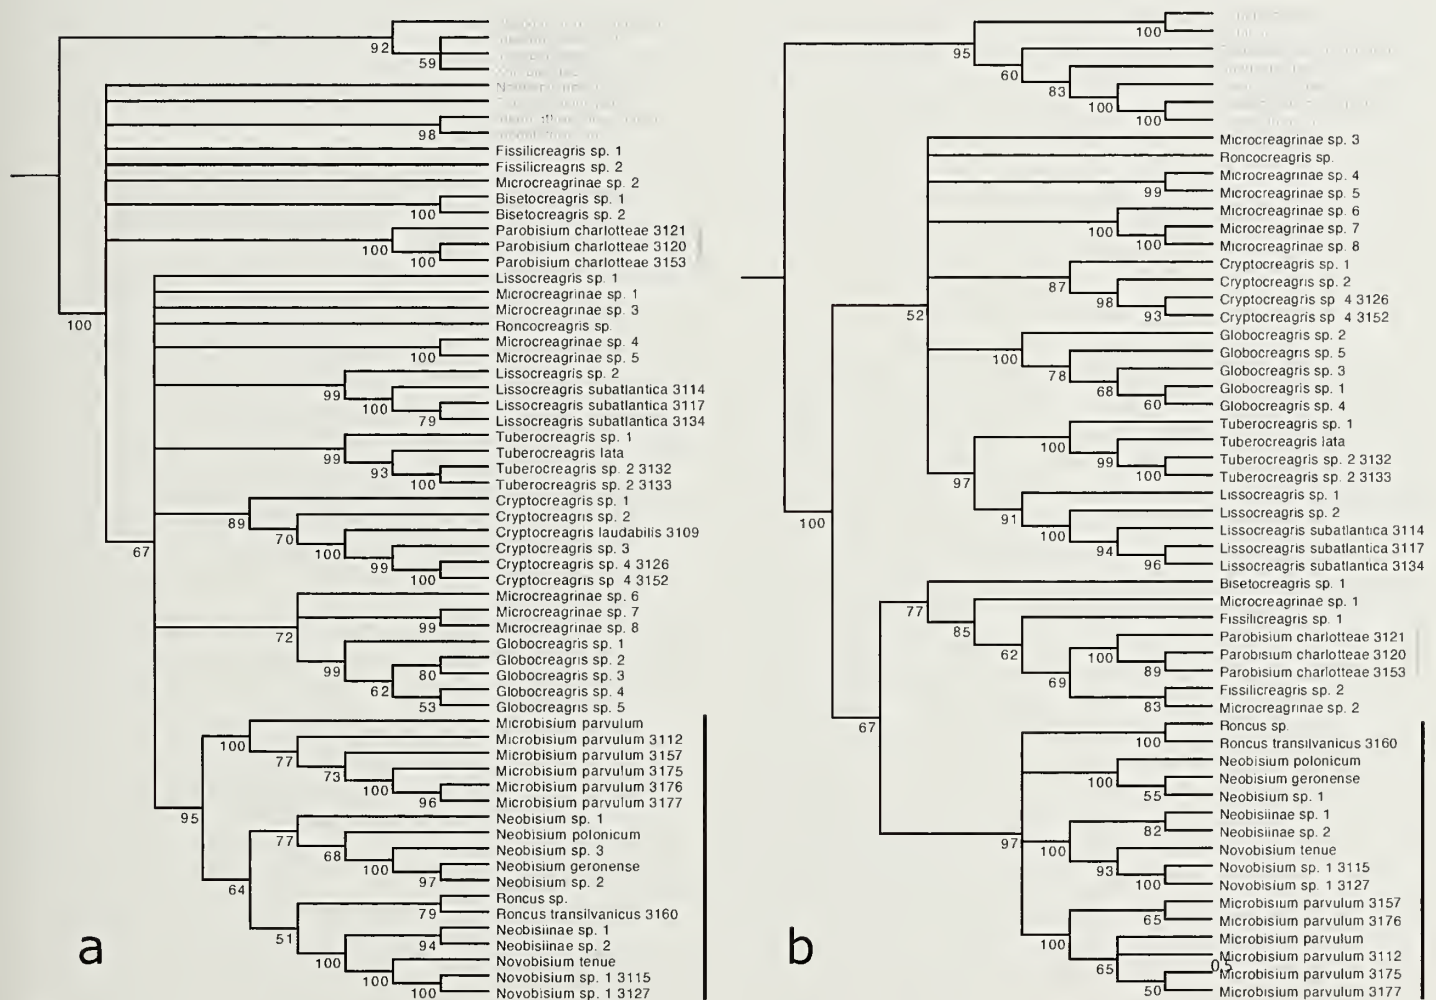 92
59
98
Fissilicreagris sp. 1
Fissilicreagris sp. 2
Microcreagrinae sp. 2
Bisetocreagris sp. 1
100
Bisetocreagris sp. 2
Parobisium charlotteae 3121
100
Parobisium charlotteae 3120
100
Parobisium charlotteae 3153
Lissocreagris sp. 1
Microcreagrinae sp. 1
Microcreagrinae sp. 3
100
Roncocreagris sp.
Microcreagrinae sp. 4
100
Microcreagrinae sp. 5
Lissocreagris sp. 2
99
Lissocreagris subatlantica 3114
100
Lissocreagris subatlantica 3117
79
Lissocreagris subatlantica 3134
Tuberocreagris sp. 1
99
Tuberocreagris lata
93
Tuberocreagris sp. 2 3132
100
Tuberocreagris sp. 2 3133
Cryptocreagris sp. 1
89
Cryptocreagris sp. 2
70
Cryptocreagris laudabilis 3109
100
Cryptocreagris sp. 3
67
99
Cryptocreagris sp. 4 3126
100
Cryptocreagris sp. 4 3152
Microcreagrinae sp. 6
Microcreagrinae sp. 7
72
99
Microcreagrinae sp. 8
Globocreagris sp. 1
99
Globocreagris sp. 2
80
Globocreagris sp. 3
62
Globocreagris sp. 4
53
Globocreagris sp. 5
Microbisium parvulum
100
Microbisium parvulum 3112
77
Microbisium parvulum 3157
73
Microbisium parvulum 3175
100
Microbisium parvulum 3176
96
Microbisium parvulum 3177
95
Neobisium sp. 1
77
Neobisium polonicum
68
Neobisium sp. 3
100
Neobisium geronense
97
Neobisium sp. 2
64
Roncus sp.
79
Roncus transilvanicus 3160
51
Neobisiinae sp. 1
94
Neobisiinae sp. 2
100
Novobisium tenue
100
Novobisium sp. 1 3115
100
Novobisium sp. 1 3127
a
100
95
60
83
100
100
Microcreagrinae sp. 3
Roncocreagris sp.
Microcreagrinae sp. 4
99
Microcreagrinae sp. 5
Microcreagrinae sp. 6
100
Microcreagrinae sp. 7
100
Microcreagrinae sp. 8
Cryptocreagris sp. 1
87
Cryptocreagris sp. 2
98
Cryptocreagris sp 4 3126
52
93
Cryptocreagris sp 4 3152
Globocreagris sp. 2
100
Globocreagris sp. 5
78
Globocreagris sp. 3
68
Globocreagris sp. 1
60
Globocreagris sp. 4
Tuberocreagris sp. 1
100
Tuberocreagris lata
99
Tuberocreagris sp. 2 3132
100
Tuberocreagris sp. 2 3133
97
Lissocreagris sp. 1
91
Lissocreagris sp. 2
100
100
Lissocreagris subatlantica 3114
94
Lissocreagris subatlantica 3117
96
Lissocreagris subatlantica 3134
Bisetocreagris sp. 1
77
Microcreagrinae sp. 1
85
Fissilicreagris sp. 1
62
Parobisium charlotteae 3121
100
Parobisium charlotteae 3120
89
Parobisium charlotteae 3153
69
Fissilicreagris sp. 2
83
Microcreagrinae sp. 2
67
Roncus sp.
100
Roncus transilvanicus 3160
Neobisium polonicum
100
Neobisium geronense
55
Neobisium sp. 1
Neobisiinae sp. 1
82
Neobisiinae sp. 2
97
100
Novobisium tenue
93
Novobisium sp. 1 3115
100
Novobisium sp. 1 3127
Microbisium parvulum 3157
65
Microbisium parvulum 3176
100
Microbisium parvulum
Microbisium parvulum 3112
65
0.5
Microbisium parvulum 3175
50
Microbisium parvulum 3177
b